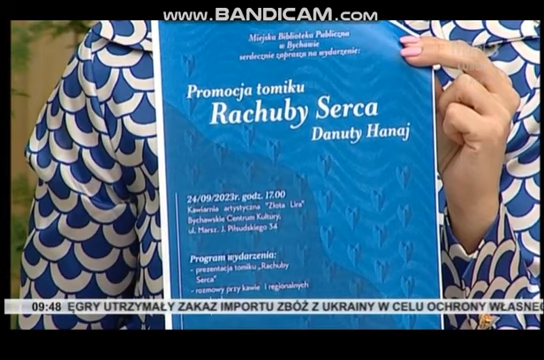 www.BANDICAM.com
Miejska Biblioteka Publiczna
w Bychawie
serdecznie zaprasza na wydarzenie:
Promocja tomiku
Rachuby Serca
Danuty Hanaj
24/09/2023r. godz. 17.00
Kawiarnia artystyczna "Złota Lira"
Bychawskie Centrum Kultury,
ul. Marsz. J. Piłsudskiego 34
Program wydarzenia:
- prezentacja tomiku „Rachuby
Serca"
- rozmowy przy kawie i regionalnych
09:48 ĘGRY UTRZYMAŁY ZAKAZ IMPORTU ZBÓŻ Z UKRAINY W CELU OCHRONY WŁASNEG